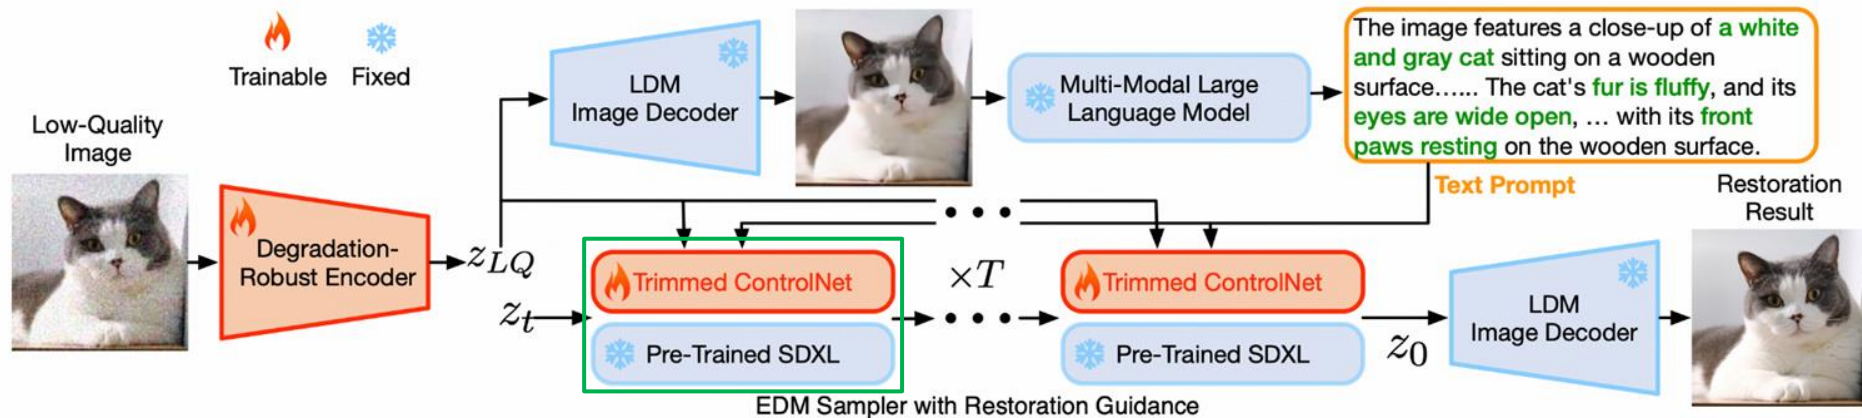 Trainable
Fixed
Low-Quality
Image
Degradation-
Robust Encoder
z_{LQ}
z_t
LDM
Image Decoder
Multi-Modal Large
Language Model
The image features a close-up of a white
and gray cat sitting on a wooden
surface…... The cat's fur is fluffy, and its
eyes are wide open, … with its front
paws resting on the wooden surface.
Text Prompt
Trimmed ControlNet
Pre-Trained SDXL
×T
Trimmed ControlNet
Pre-Trained SDXL
z_0
LDM
Image Decoder
Restoration
Result
EDM Sampler with Restoration Guidance